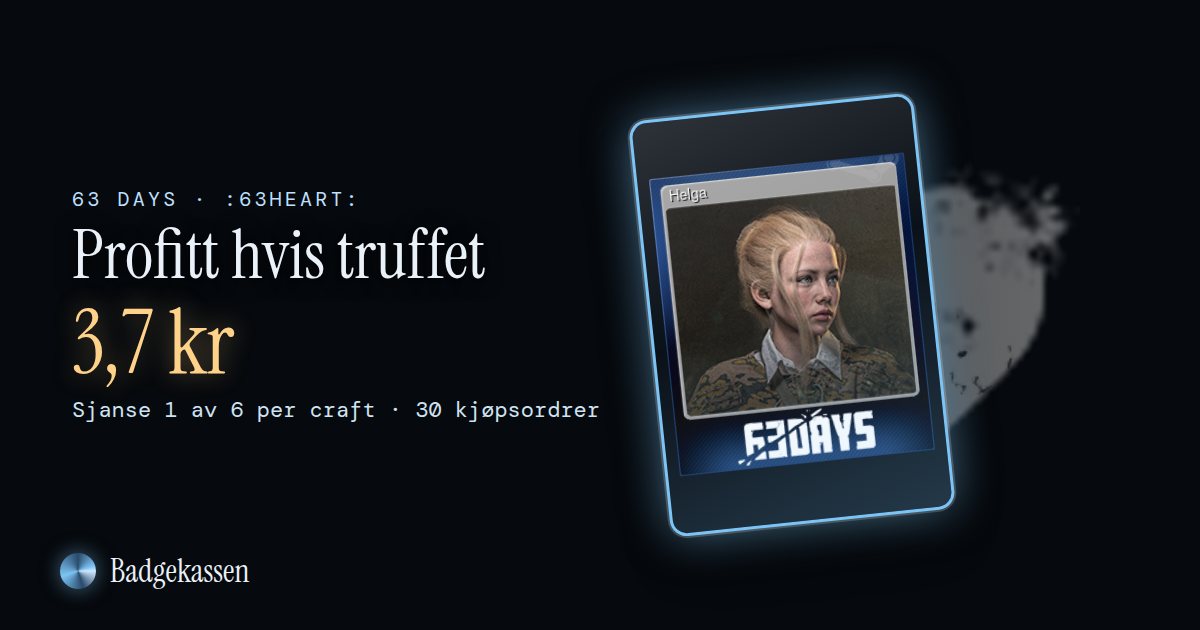 63 DAYS · :63HEART:
Profitt hvis truffet
3,7 kr
Sjanse 1 av 6 per craft · 30 kjøpsordrer
Helga
63DAYS
Badgekassen